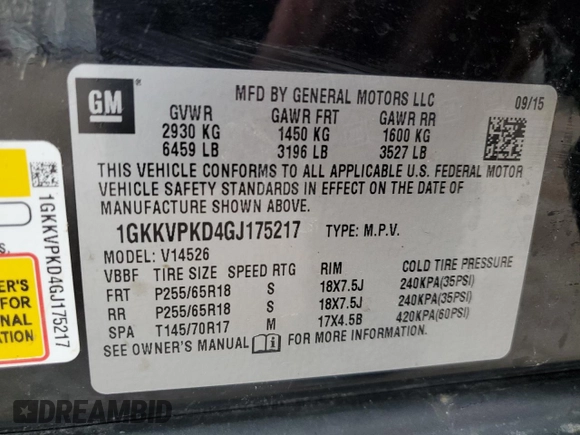 GM
MFD BY GENERAL MOTORS LLC 09/15
GVWR GAWR FRT GAWR RR
2930 KG 1450 KG 1600 KG
6459 LB 3196 LB 3527 LB
THIS VEHICLE CONFORMS TO ALL APPLICABLE U.S. FEDERAL MOTOR
VEHICLE SAFETY STANDARDS IN EFFECT ON THE DATE OF
MANUFACTURE SHOWN ABOVE.
1GKKVPKD4GJ175217 TYPE: M.P.V.
MODEL: V14526
VBBF TIRE SIZE SPEED RTG RIM COLD TIRE PRESSURE
FRT P255/65R18 S 18X7.5J 240KPA(35PSI)
RR P255/65R18 S 18X7.5J 240KPA(35PSI)
SPA T145/70R17 M 17X4.5B 420KPA(60PSI)
SEE OWNER'S MANUAL FOR MORE INFORMATION.
1GKKVPKD4GJ175217
ER'S
FOR
NAL
ATION
DREAMBID